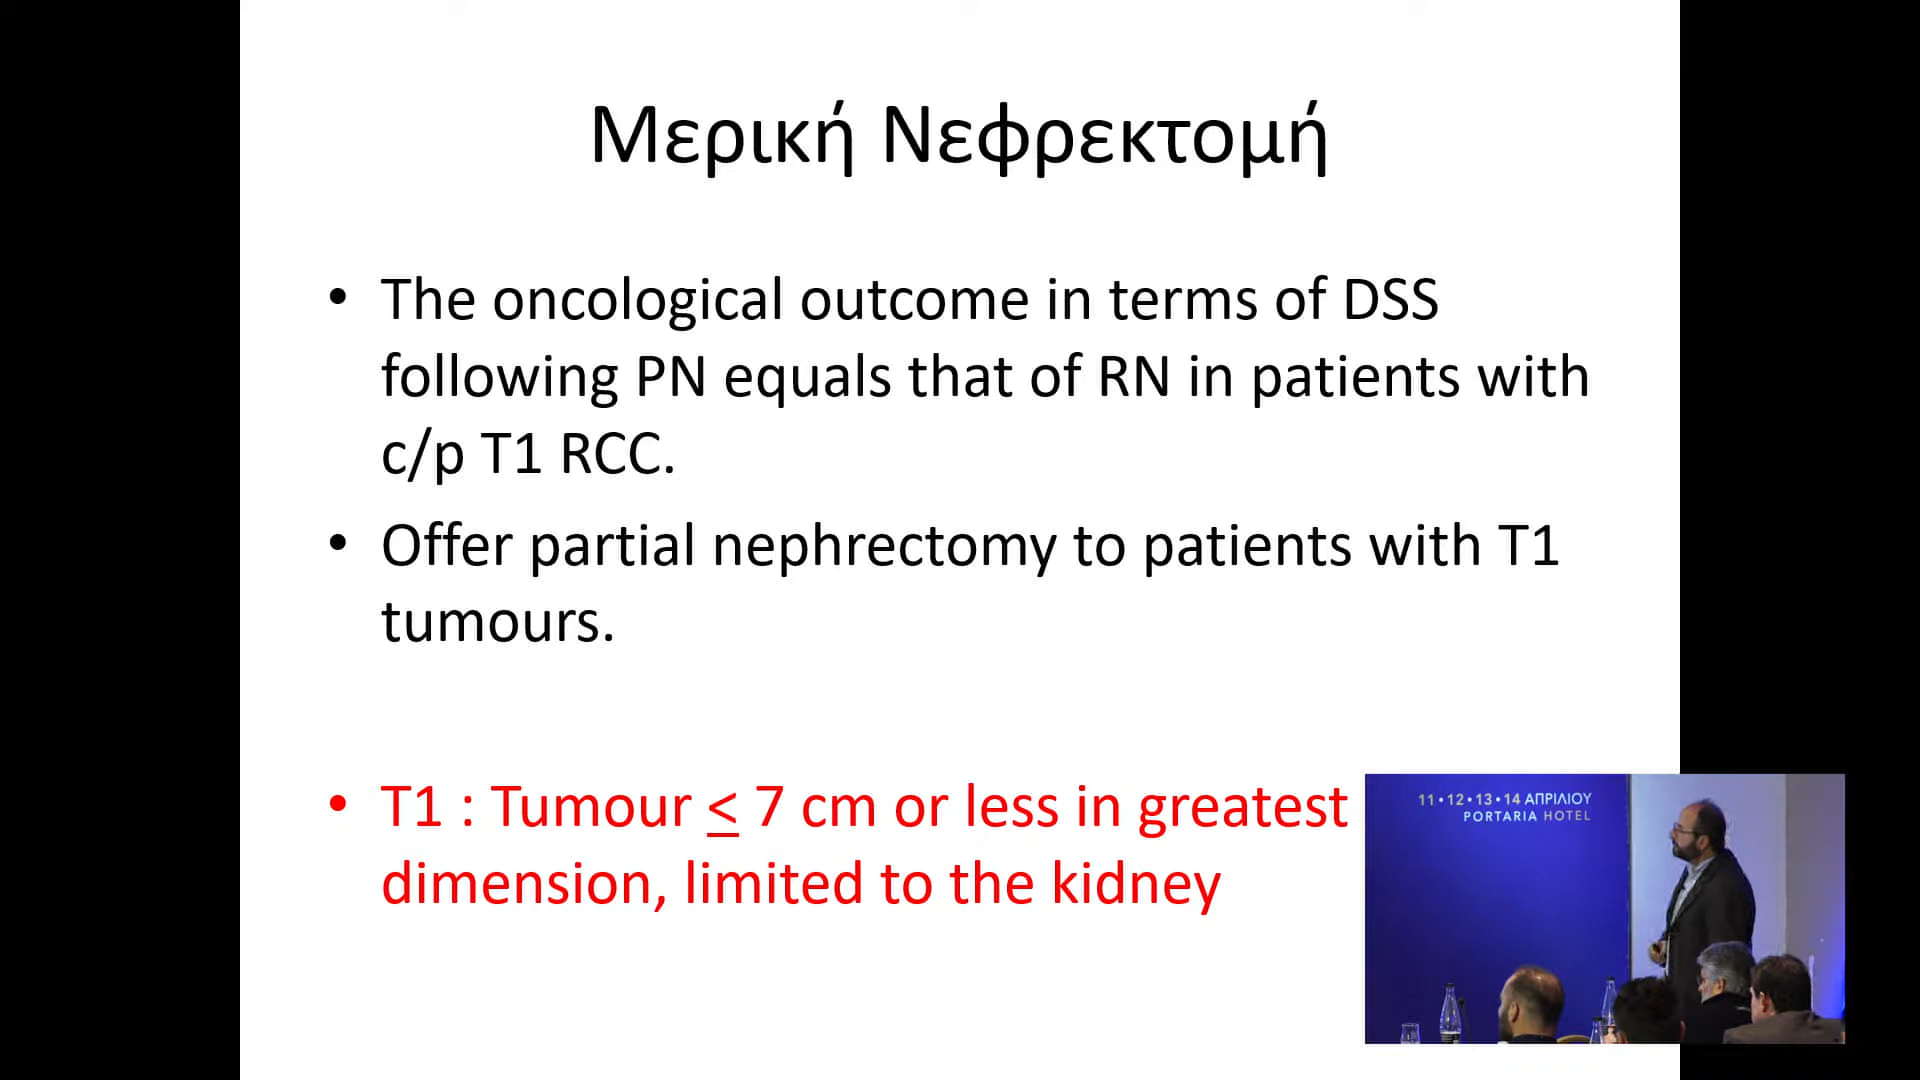 Μερική Νεφρεκτομή
• The oncological outcome in terms of DSS
following PN equals that of RN in patients with
c/p T1 RCC.
• Offer partial nephrectomy to patients with T1
tumours.
• T1 : Tumour < 7 cm or less in greatest
dimension, limited to the kidney
11•12•13•14 ΑΠΡΙΛΙΟΥ
PORTARIA HOTEL